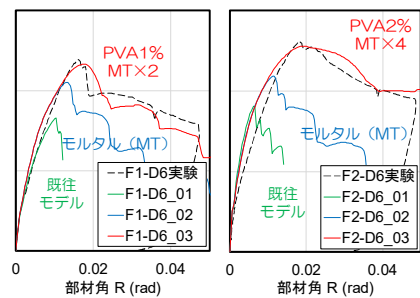 PVA1%
MT×2
モルタル（MT）
既往
モデル
F1-D6実験
F1-D6_01
F1-D6_02
F1-D6_03
0
0.02
0.04
部材角 R (rad)
PVA2%
MT×4
モルタル（MT）
既往
モデル
F2-D6実験
F2-D6_01
F2-D6_02
F2-D6_03
0
0.02
0.04
部材角 R (rad)